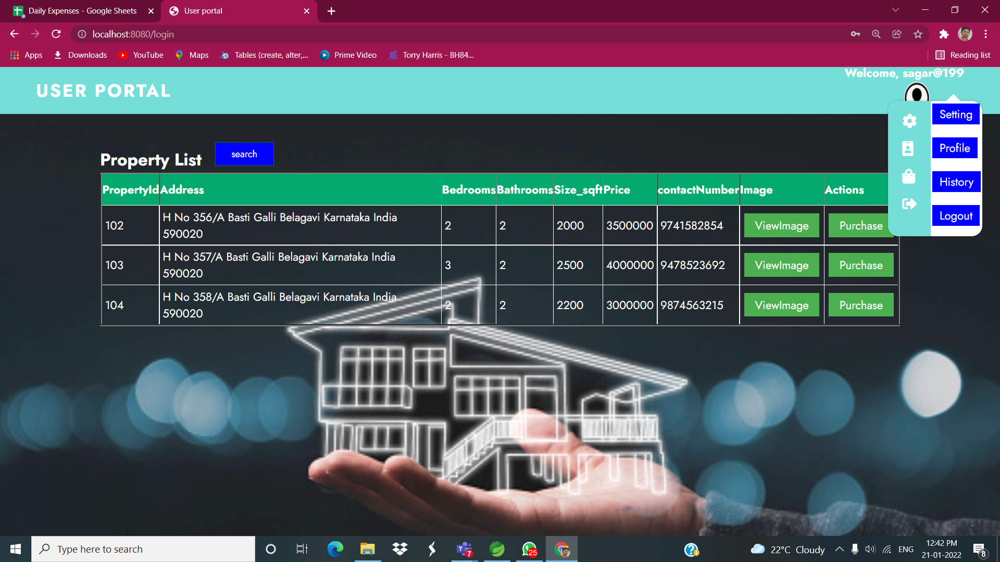 Daily Expenses - Google Sheets
User portal
localhost:8080/login
Apps
Downloads
YouTube
Maps
Tables (create, alter,...
Prime Video
Torry Harris - BH84...
Reading list
Welcome, sagar@199
USER PORTAL
Setting
Profile
History
Logout
Property List
search
PropertyId Address Bedrooms Bathrooms Size_sqft Price contactNumber Image Actions
102 H No 356/A Basti Galli Belagavi Karnataka India 2 2 2000 3500000 9741582854 ViewImage Purchase
590020
103 H No 357/A Basti Galli Belagavi Karnataka India 3 2 2500 4000000 9478523692 ViewImage Purchase
590020
104 H No 358/A Basti Galli Belagavi Karnataka India 2 2 2200 3000000 9874563215 ViewImage Purchase
590020
Type here to search
7
25
22°C Cloudy
ENG
12:42 PM
21-01-2022
8